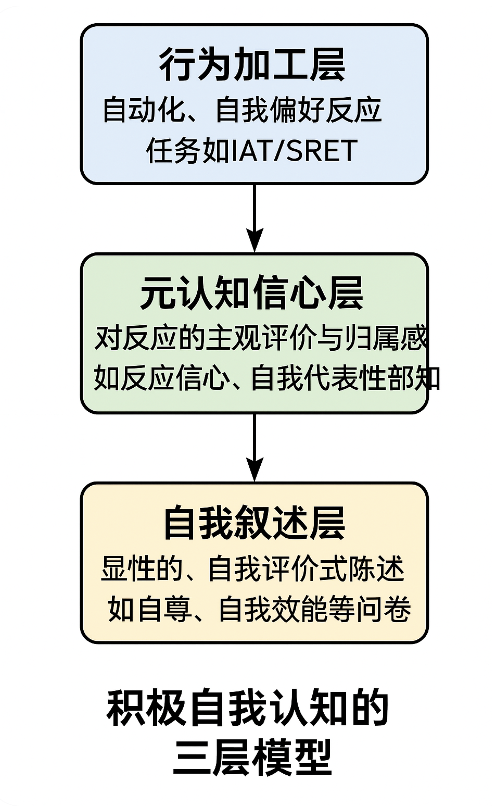 行为加工层
自动化、自我偏好反应
任务如IAT/SRET
元认知信心层
对反应的主观评价与归属感
如反应信心、自我代表性部知
自我叙述层
显性的、自我评价式陈述
如自尊、自我效能等问卷
积极自我认知的
三层模型